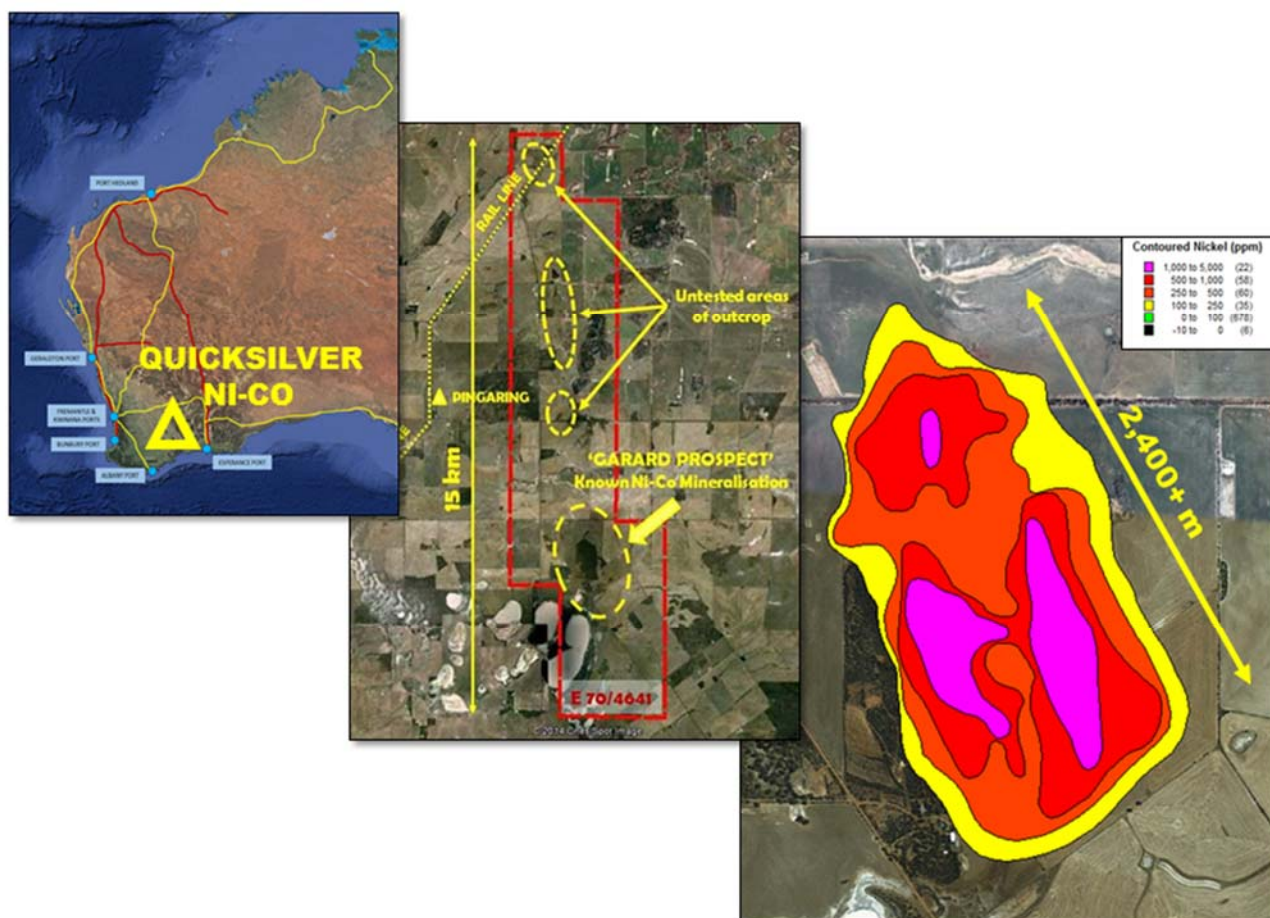 PORT HEDLAND
GERALDTON PORT
FREMANTLE &
KWINANA PORTS
BUNBURY PORT
ALBANY PORT
ESPERANCE PORT
QUICKSILVER
NI-CO
RAIL LINE
15 km
Untested areas
of outcrop
PINGARING
'GARARD PROSPECT'
Known Ni-Co Mineralisation
E 70/4641
Contoured Nickel (ppm)
1,000 to 5,000 (22)
500 to 1,000 (58)
250 to 500 (60)
100 to 250 (35)
0 to 100 (678)
-10 to 0 (6)
2,400+ m